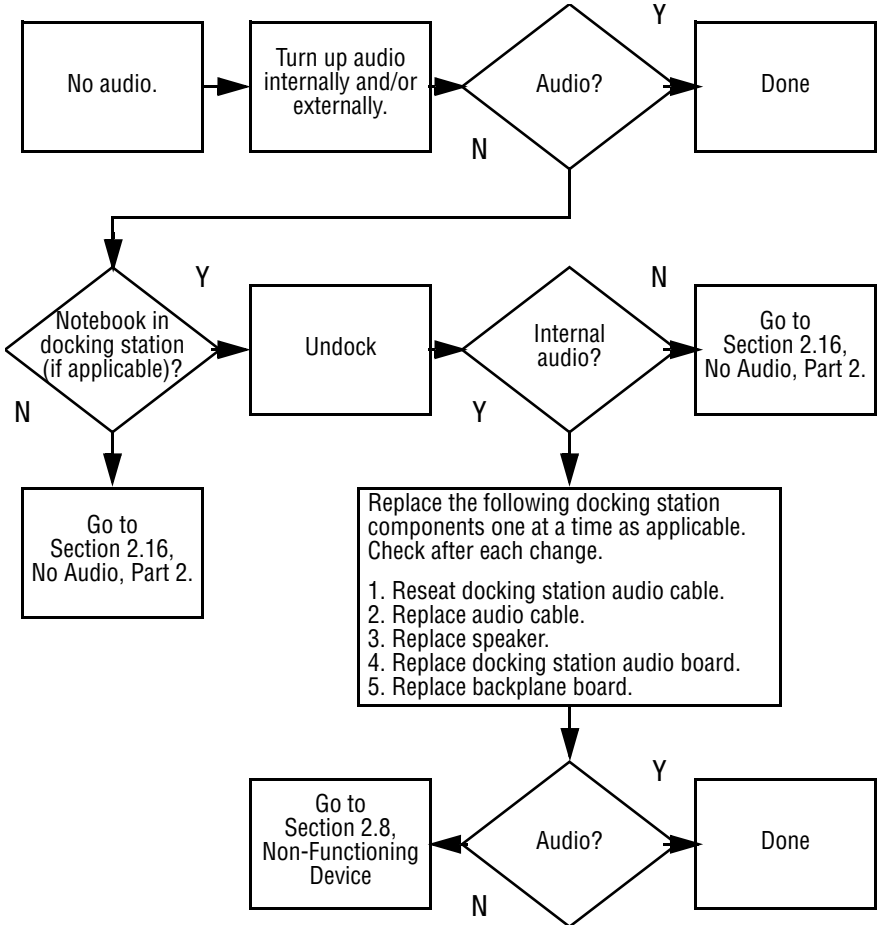 Y
No audio.
Turn up audio
internally and/or
externally.
Audio?
Done
N
Y
N
Notebook in
docking station
(if applicable)?
Undock
Internal
audio?
Go to
Section 2.16,
No Audio, Part 2.
N
Y
Go to
Section 2.16,
No Audio, Part 2.
Replace the following docking station
components one at a time as applicable.
Check after each change.
1. Reseat docking station audio cable.
2. Replace audio cable.
3. Replace speaker.
4. Replace docking station audio board.
5. Replace backplane board.
Y
Go to
Section 2.8,
Non-Functioning
Device
Audio?
Done
N